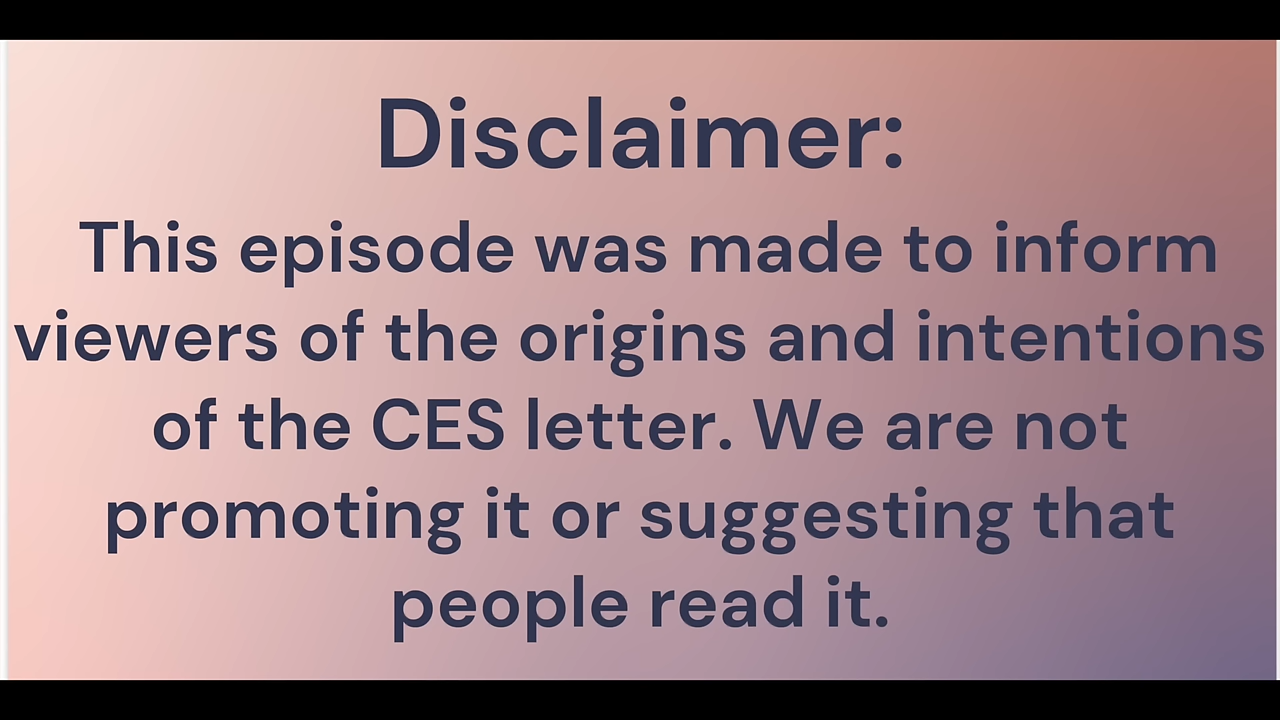 Disclaimer:
This episode was made to inform
viewers of the origins and intentions
of the CES letter. We are not
promoting it or suggesting that
people read it.